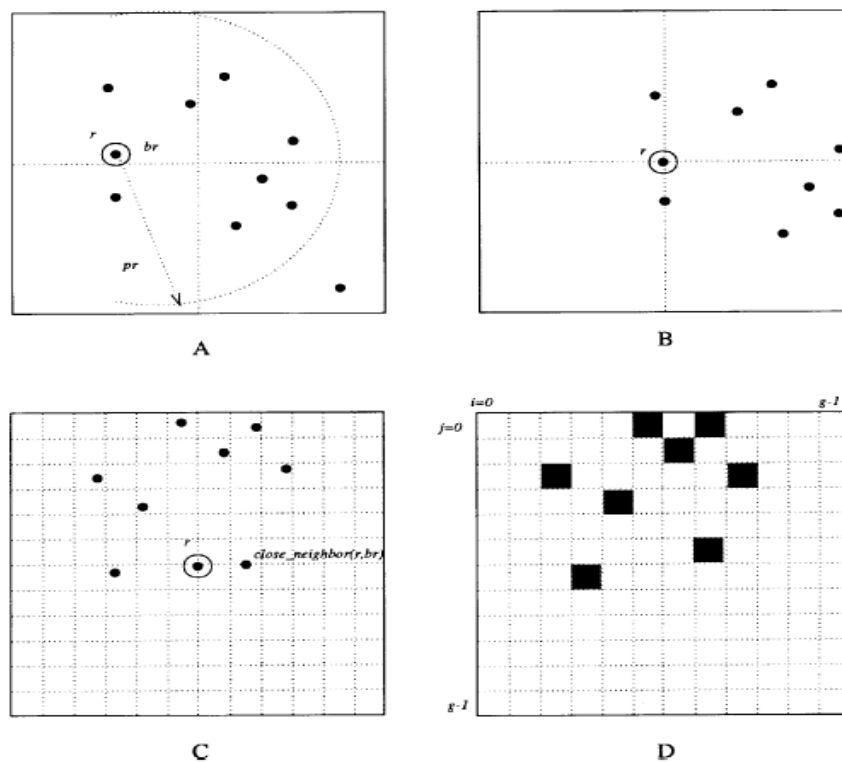 r
br
pr
A
r
B
r
close_neighbor(r,br)
C
i=0
g-1
j=0
g-1
D